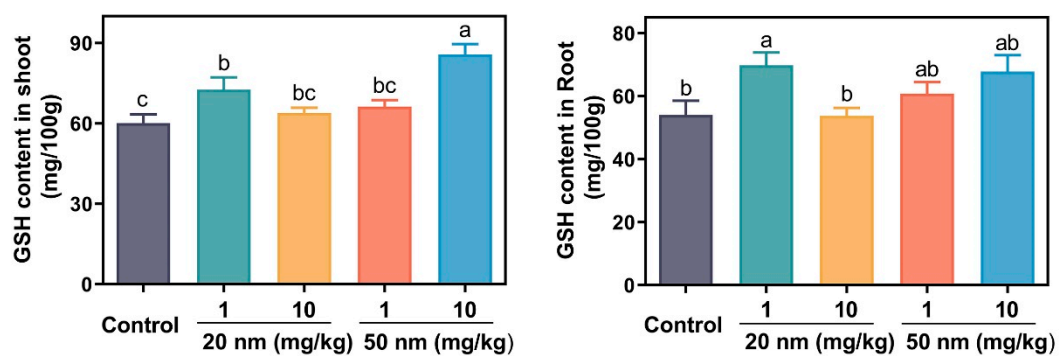 GSH content in shoot
(mg/100g)
90
60
30
0
c
b
bc
bc
a
Control
1
10
1
10
20 nm (mg/kg)
50 nm (mg/kg)
GSH content in Root
(mg/100g)
80
60
40
20
0
b
a
b
ab
ab
Control
1
10
1
10
20 nm (mg/kg)
50 nm (mg/kg)